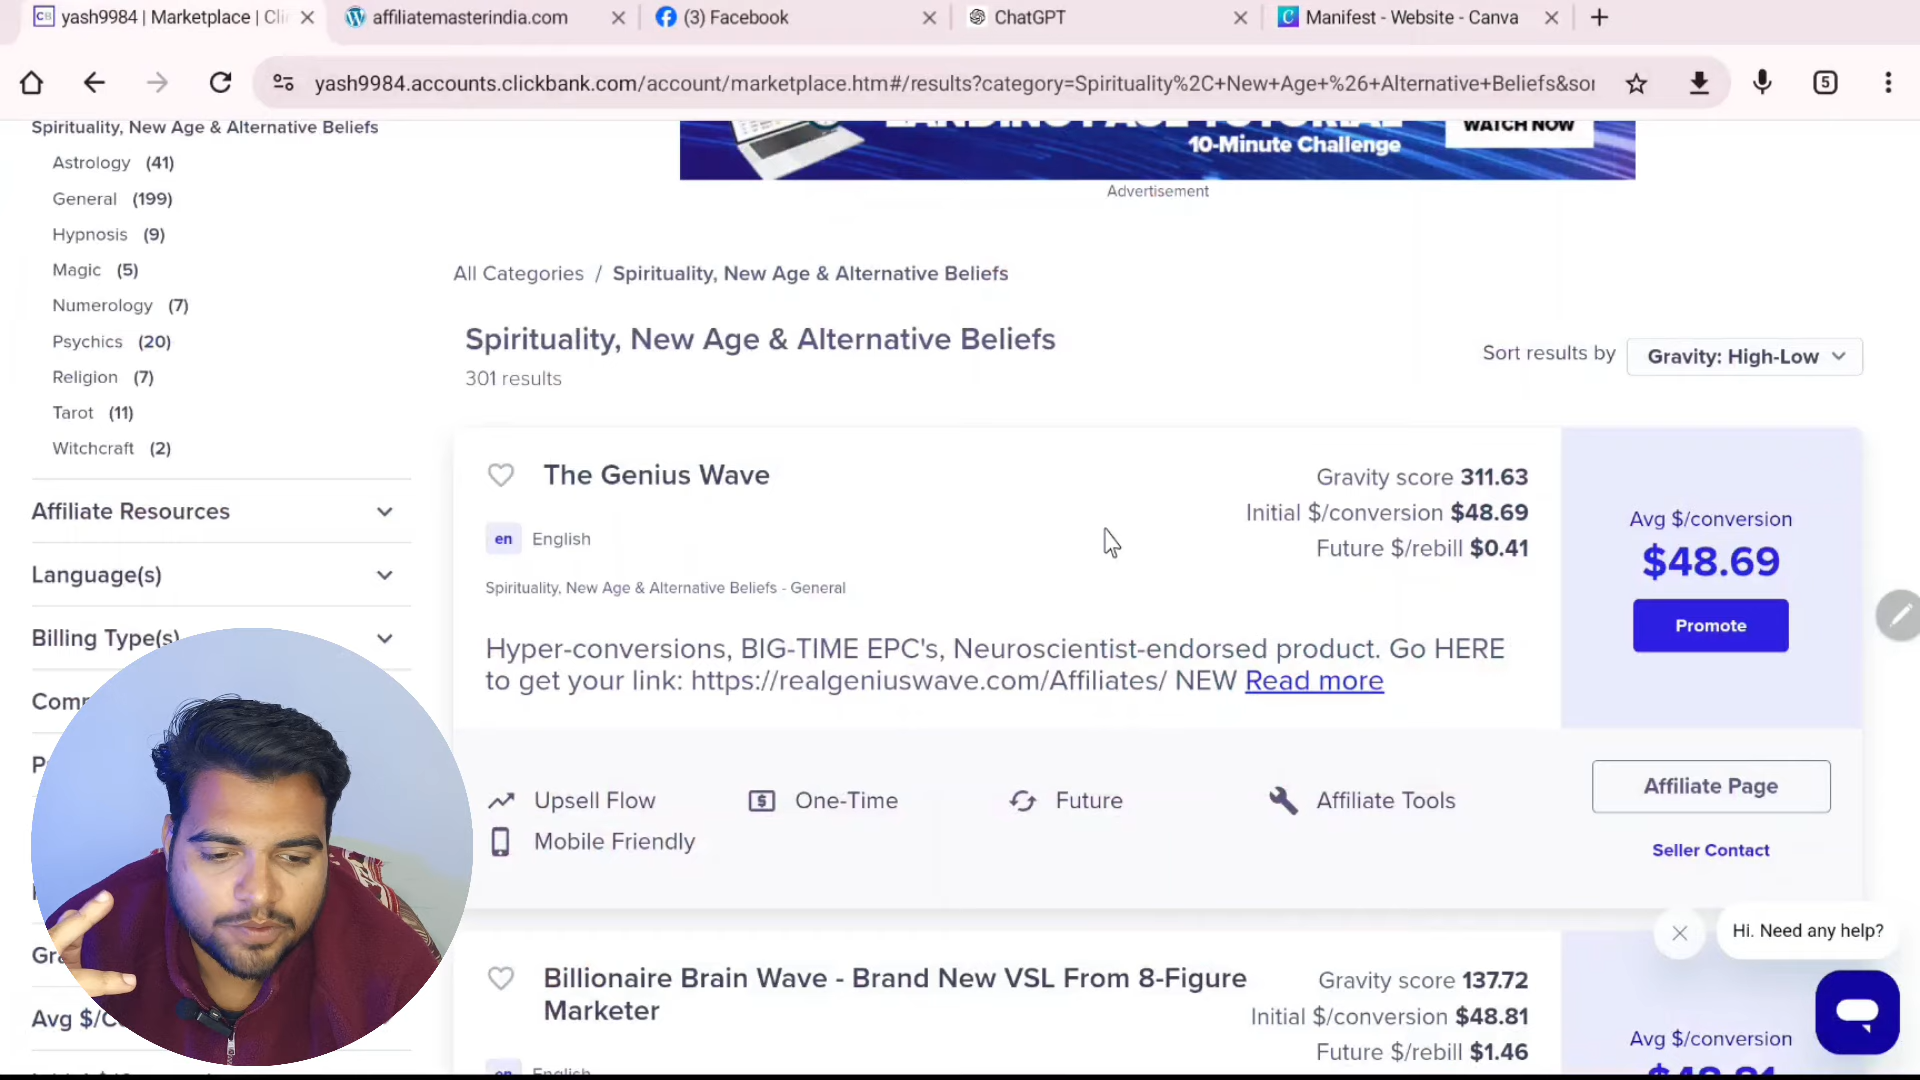 yash9984 | Marketplace | Cli
affiliatemasterindia.com
(3) Facebook
ChatGPT
Manifest - Website - Canva
yash9984.accounts.clickbank.com/account/marketplace.htm#/results?category=Spirituality%2C+New+Age+%26+Alternative+Beliefs&sor
5
Spirituality, New Age & Alternative Beliefs
Astrology (41)
General (199)
Hypnosis (9)
Magic (5)
Numerology (7)
Psychics (20)
Religion (7)
Tarot (11)
Witchcraft (2)
Affiliate Resources
Language(s)
Billing Type(s)
LANDING PAGE TUTORIAL
10-Minute Challenge
WATCH NOW
Advertisement
All Categories / Spirituality, New Age & Alternative Beliefs
Spirituality, New Age & Alternative Beliefs
301 results
Sort results by Gravity: High-Low
The Genius Wave
en English
Spirituality, New Age & Alternative Beliefs - General
Gravity score 311.63
Initial $/conversion $48.69
Future $/rebill $0.41
Avg $/conversion
$48.69
Promote
Hyper-conversions, BIG-TIME EPC's, Neuroscientist-endorsed product. Go HERE
to get your link: https://realgeniuswave.com/Affiliates/ NEW Read more
Upsell Flow
One-Time
Future
Affiliate Tools
Mobile Friendly
Affiliate Page
Seller Contact
Hi. Need any help?
Billionaire Brain Wave - Brand New VSL From 8-Figure
Marketer
Gravity score 137.72
Initial $/conversion $48.81
Future $/rebill $1.46
Avg $/conversion
$48.81
English